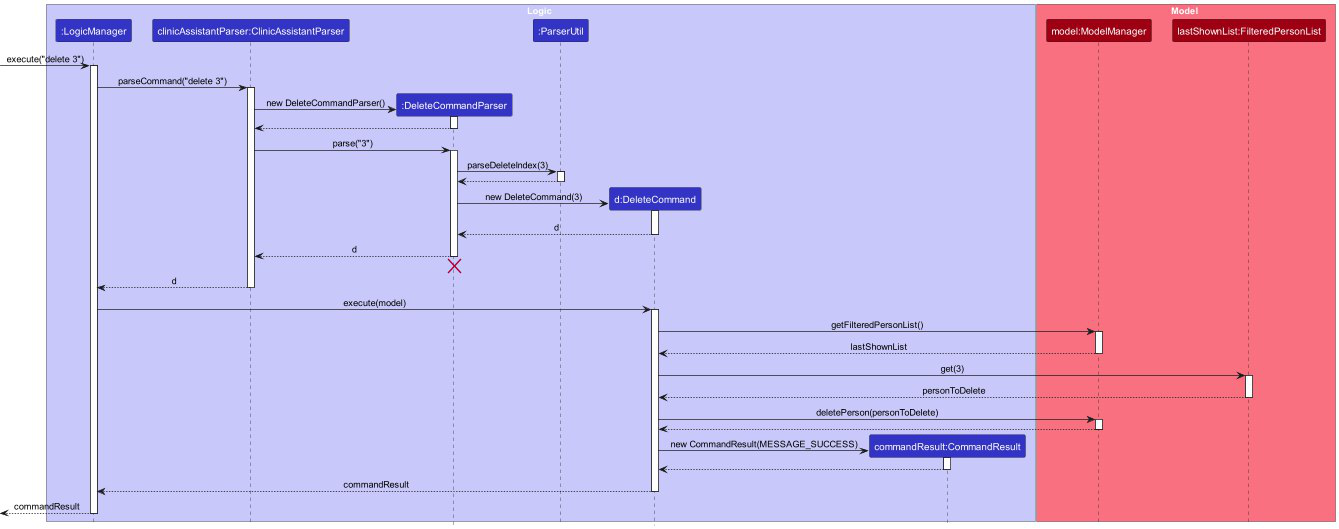 Logic
Model
:LogicManager
clinicAssistantParser:ClinicAssistantParser
:ParserUtil
model:ModelManager
lastShownList:FilteredPersonList
execute("delete 3")
parseCommand("delete 3")
new DeleteCommandParser()
:DeleteCommandParser
parse("3")
parseDeleteIndex(3)
new DeleteCommand(3)
d:DeleteCommand
d
d
d
execute(model)
getFilteredPersonList()
lastShownList
get(3)
personToDelete
deletePerson(personToDelete)
new CommandResult(MESSAGE_SUCCESS)
commandResult:CommandResult
commandResult
commandResult